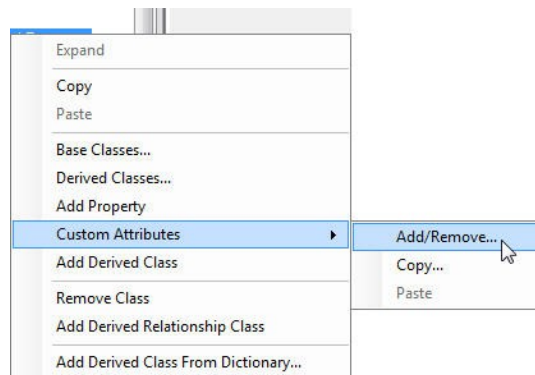 Expand
Copy
Paste
Base Classes...
Derived Classes...
Add Property
Custom Attributes
Add Derived Class
Remove Class
Add Derived Relationship Class
Add Derived Class From Dictionary...
Add/Remove...
Copy...
Paste